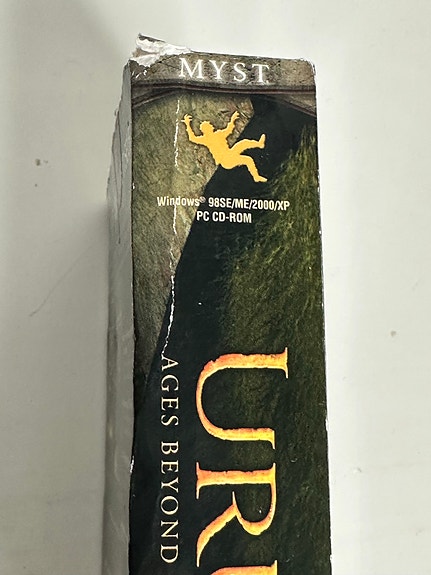 MYST
Windows® 98SE/ME/2000/XP
PC CD-ROM
URU
AGES BEYOND